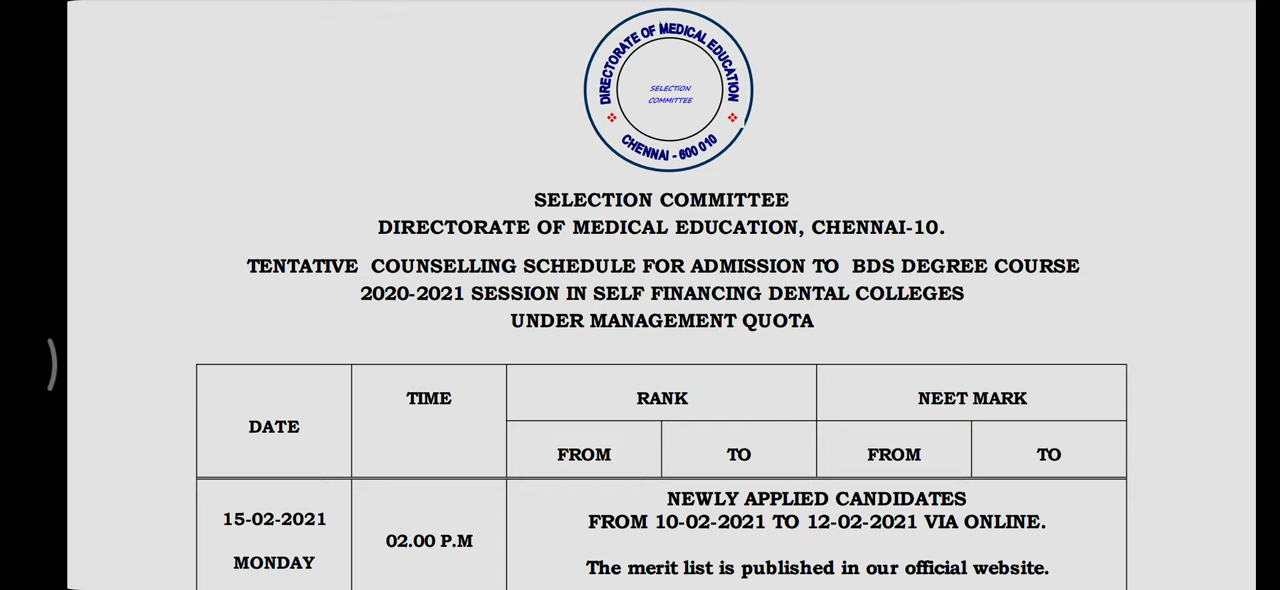 DIRECTORATE OF MEDICAL EDUCATION
SELECTION
COMMITTEE
CHENNAI - 600 010
SELECTION COMMITTEE
DIRECTORATE OF MEDICAL EDUCATION, CHENNAI-10.
TENTATIVE COUNSELLING SCHEDULE FOR ADMISSION TO BDS DEGREE COURSE
2020-2021 SESSION IN SELF FINANCING DENTAL COLLEGES
UNDER MANAGEMENT QUOTA
DATE
TIME
RANK
NEET MARK
FROM
TO
FROM
TO
15-02-2021
MONDAY
02.00 P.M
NEWLY APPLIED CANDIDATES
FROM 10-02-2021 TO 12-02-2021 VIA ONLINE.
The merit list is published in our official website.